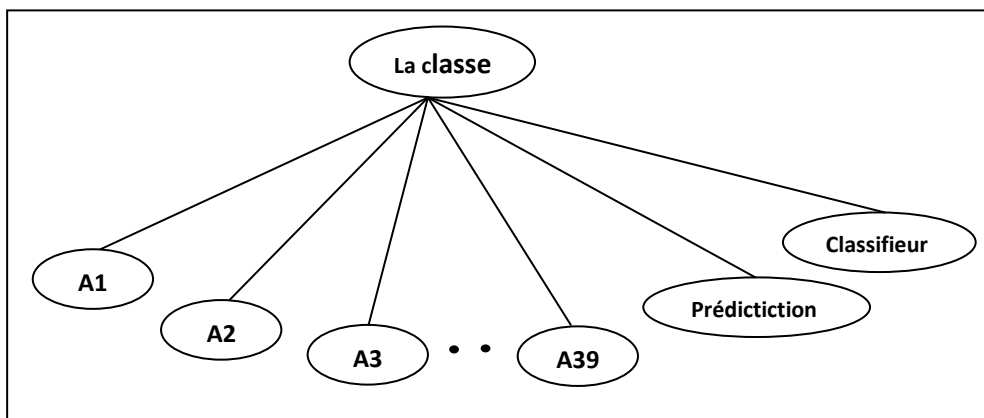 La classe
Classifieur
A1
Prédictiction
A2
A3
• •
A39